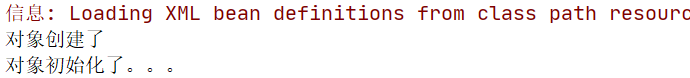 信息: Loading XML bean definitions from class path resourc
对象创建了
对象初始化了。。。